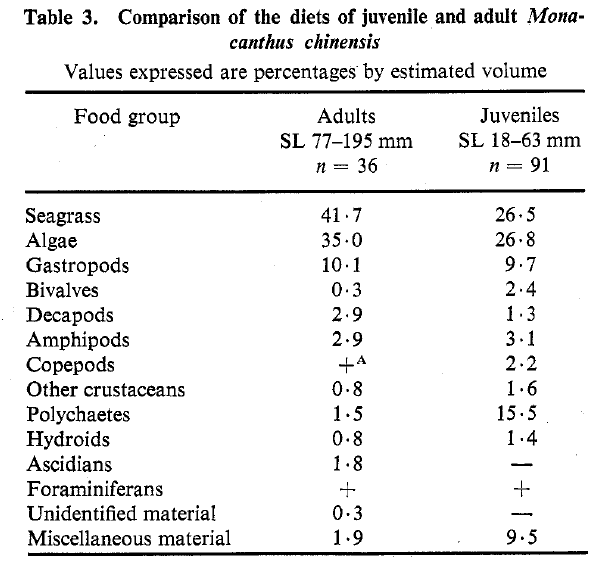 Table 3. Comparison of the diets of juvenile and adult Mona-
canthus chinensis
Values expressed are percentages by estimated volume
Food group Adults Juveniles
SL 77–195 mm SL 18–63 mm
n = 36 n = 91
Seagrass 41·7 26·5
Algae 35·0 26·8
Gastropods 10·1 9·7
Bivalves 0·3 2·4
Decapods 2·9 1·3
Amphipods 2·9 3·1
Copepods +A 2·2
Other crustaceans 0·8 1·6
Polychaetes 1·5 15·5
Hydroids 0·8 1·4
Ascidians 1·8 —
Foraminiferans + +
Unidentified material 0·3 —
Miscellaneous material 1·9 9·5